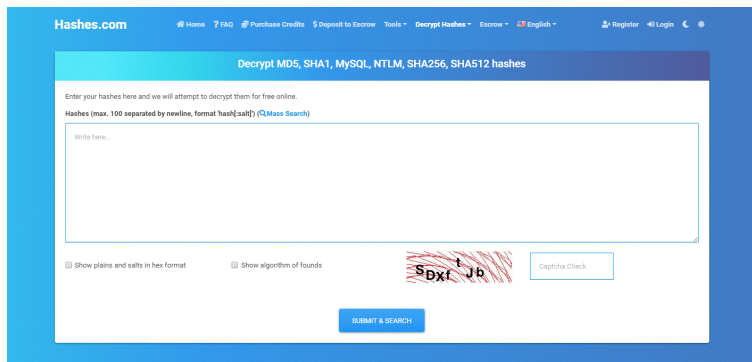 Hashes.com
Home FAQ Purchase Credits $ Deposit to Escrow Tools Decrypt Hashes Escrow English Register Login
Decrypt MD5, SHA1, MySQL, NTLM, SHA256, SHA512 hashes
Enter your hashes here and we will attempt to decrypt them for free online.
Hashes (max. 100 separated by newline, format 'hash[:salt]') (Mass Search)
Write here...
Show plains and salts in hex format
Show algorithm of founds
Captcha Check
SUBMIT & SEARCH